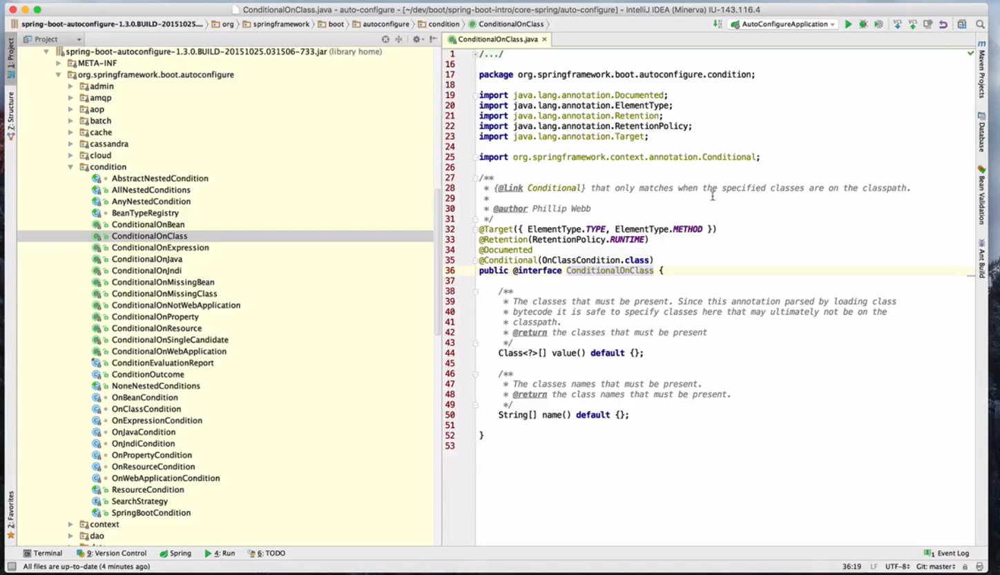 ConditionalOnClass.java - auto-configure - [~/dev/boot/spring-boot-intro/core-spring/auto-configure] - IntelliJ IDEA (Minerva) IU-143.116.4
spring-boot-autoconfigure-1.3.0.BUILD-20151025.... org springframework boot autoconfigure condition ConditionalOnClass AutoConfigureApplication VCS VCS
1: Project
Z: Structure
2: Favorites
Project
spring-boot-autoconfigure-1.3.0.BUILD-20151025.031506-733.jar (library home)
META-INF
org.springframework.boot.autoconfigure
admin
amqp
aop
batch
cache
cassandra
cloud
condition
AbstractNestedCondition
AllNestedConditions
AnyNestedCondition
BeanTypeRegistry
ConditionalOnBean
ConditionalOnClass
ConditionalOnExpression
ConditionalOnJava
ConditionalOnJndi
ConditionalOnMissingBean
ConditionalOnMissingClass
ConditionalOnNotWebApplication
ConditionalOnProperty
ConditionalOnResource
ConditionalOnSingleCandidate
ConditionalOnWebApplication
ConditionEvaluationReport
ConditionOutcome
NoneNestedConditions
OnBeanCondition
OnClassCondition
OnExpressionCondition
OnJavaCondition
OnJndiCondition
OnPropertyCondition
OnResourceCondition
OnWebApplicationCondition
ResourceCondition
SearchStrategy
SpringBootCondition
context
dao
ConditionalOnClass.java
1 /.../
16
17 package org.springframework.boot.autoconfigure.condition;
18
19 import java.lang.annotation.Documented;
20 import java.lang.annotation.ElementType;
21 import java.lang.annotation.Retention;
22 import java.lang.annotation.RetentionPolicy;
23 import java.lang.annotation.Target;
24
25 import org.springframework.context.annotation.Conditional;
26
27 /**
28 * {@link Conditional} that only matches when the specified classes are on the classpath.
29 *
30 * @author Phillip Webb
31 */
32 @Target({ ElementType.TYPE, ElementType.METHOD })
33 @Retention(RetentionPolicy.RUNTIME)
34 @Documented
35 @Conditional(OnClassCondition.class)
36 public @interface ConditionalOnClass {
37
38 /**
39 * The classes that must be present. Since this annotation parsed by loading class
40 * bytecode it is safe to specify classes here that may ultimately not be on the
41 * classpath.
42 * @return the classes that must be present
43 */
44 Class<?>[] value() default {};
45
46 /**
47 * The classes names that must be present.
48 * @return the class names that must be present.
49 */
50 String[] name() default {};
51
52 }
53
Maven Projects
Database
Bean Validation
Ant Build
Terminal 9: Version Control Spring 4: Run 6: TODO 1 Event Log
All files are up-to-date (4 minutes ago) 36:19 LF UTF-8 Git: master